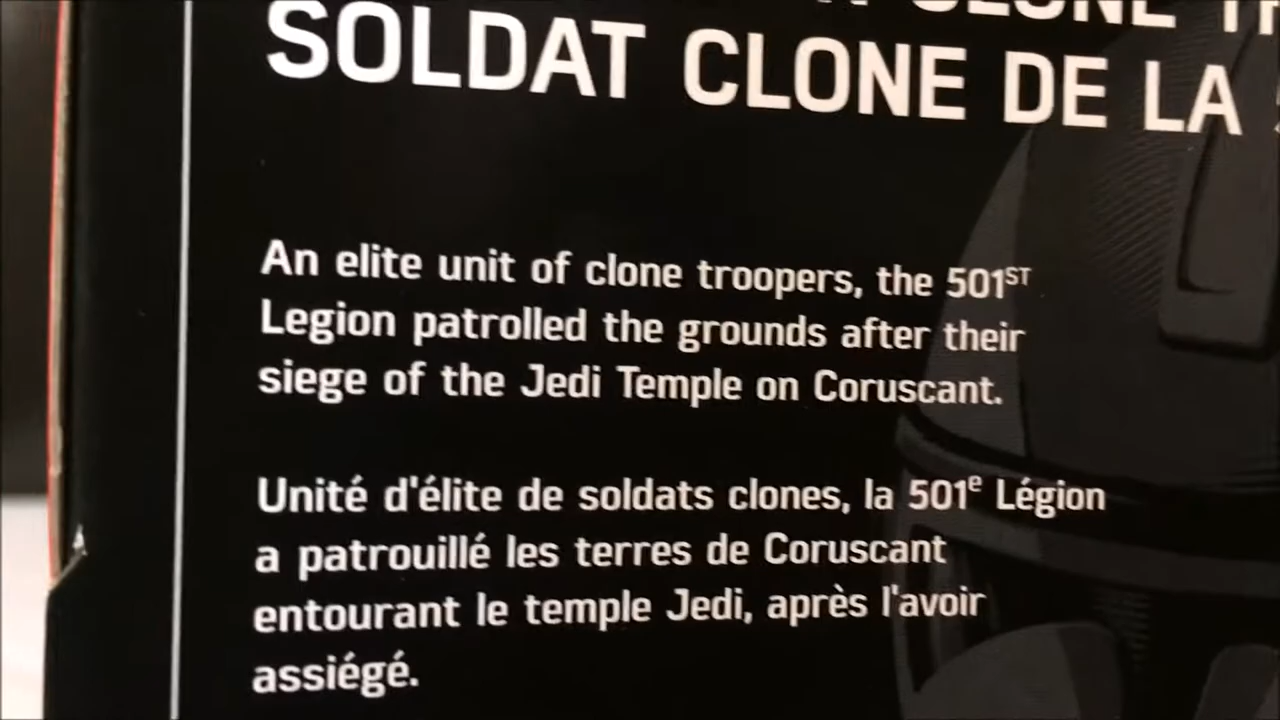 CLONE
SOLDAT CLONE DE LA
An elite unit of clone troopers, the 501ST
Legion patrolled the grounds after their
siege of the Jedi Temple on Coruscant.
Unité d'élite de soldats clones, la 501e Légion
a patrouillé les terres de Coruscant
entourant le temple Jedi, après l'avoir
assiégé.